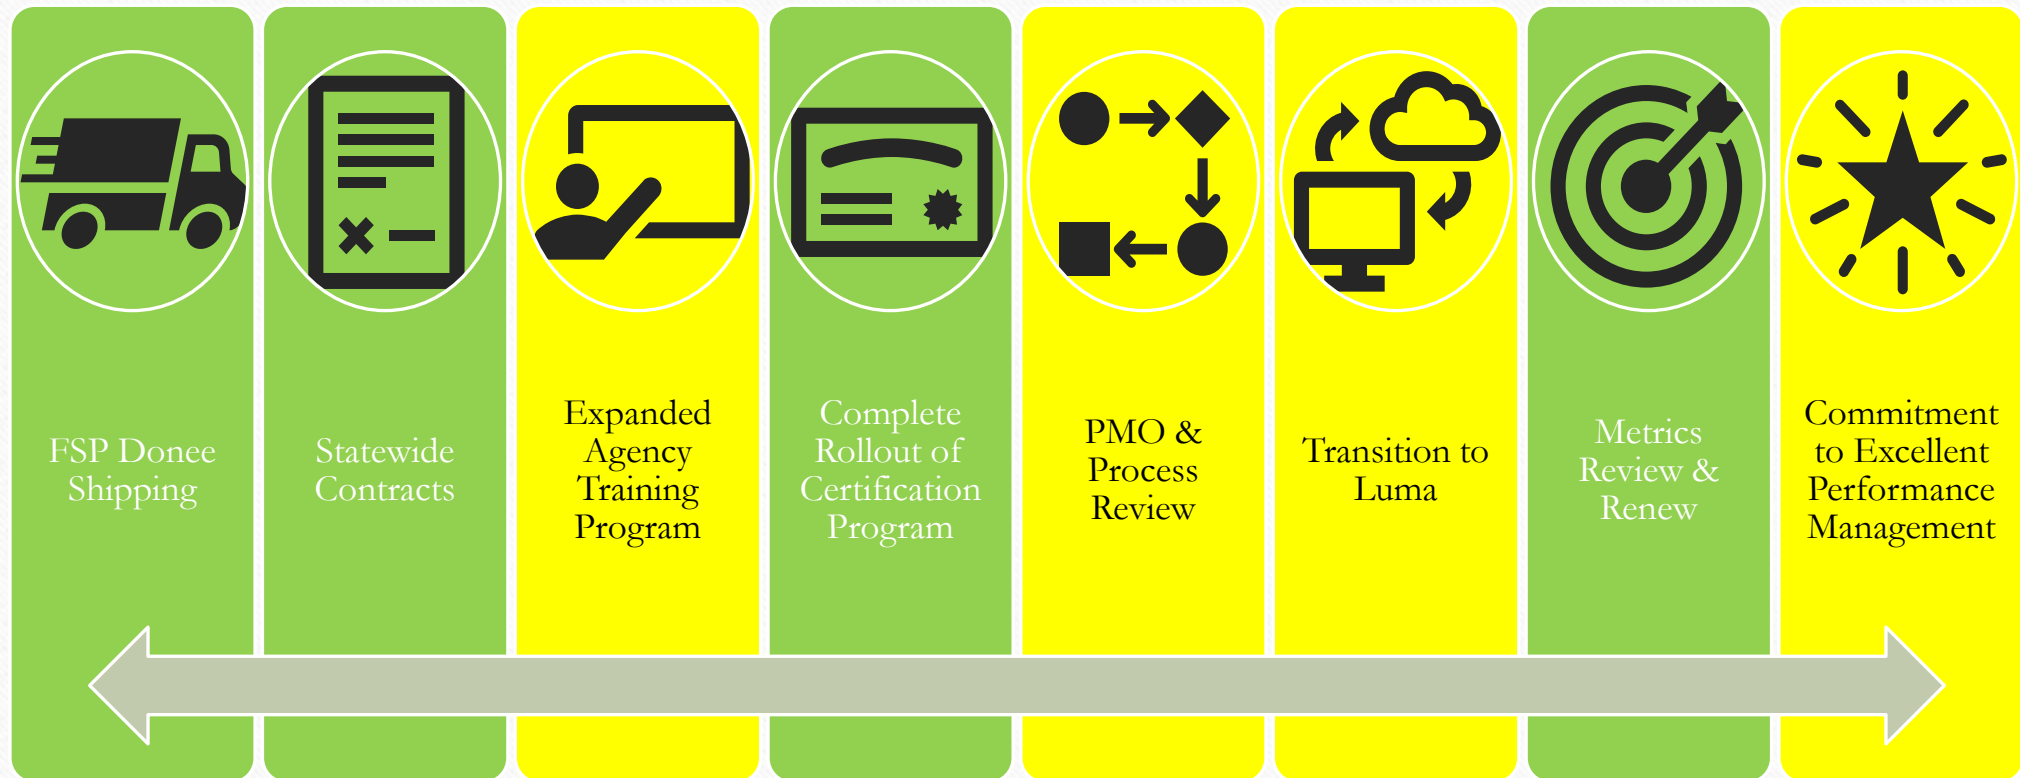 FSP Donee
Shipping
Statewide
Contracts
Expanded
Agency
Training
Program
Complete
Rollout of
Certification
Program
PMO &
Process
Review
Transition to
Luma
Metrics
Review &
Renew
Commitment
to Excellent
Performance
Management